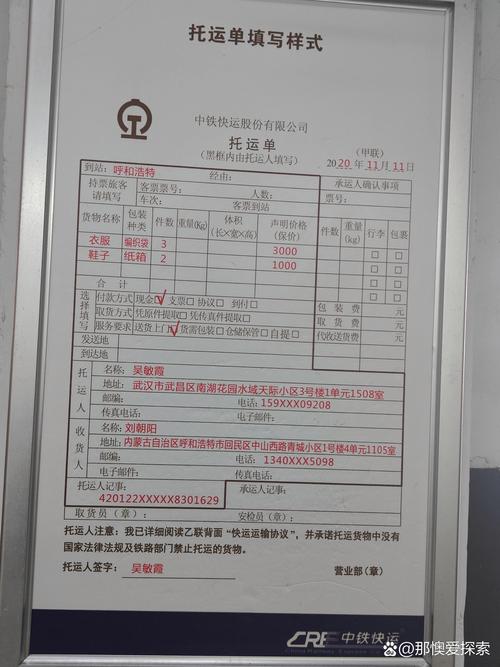 托运单填写样式
中铁快运股份有限公司
托运单
(黑框内由托运人填写)
(甲联)
2020年11月11日
到站:呼和浩特 经由: 承运人确认事项
持票旅客请填写 客票票号: 人数: 票号:
车次: 客票到站
货物名称 包装种类 件数 重量(Kg) 体积(长×宽×高) 声明价格(保价) 件数 重量(kg) 行李 包裹
衣服 编织袋 3 3000 □ □
鞋子 纸箱 2 1000 □ □
□ □
合计 □ □
选择填写 付款方式 现金□√ 支票□ 协议□ 到付□ 包装费 元
取货方式 凭原件提取□ 凭传真件提取□ 取货费 元
服务要求 送货上门□√ 货需包装□ 仓储保管□ 自提□ 代收送货费 元
发送地
到达地
托运人 名称:吴敏霞
地址:武汉市武昌区南湖花园水域天际小区3号楼1单元1508室
邮编: 电话:159XXX09208
传真电话: 电子邮件:
收货人 名称:刘朝阳
地址:内蒙古自治区呼和浩特市回民区中山西路青城小区1号楼4单元1105室
邮编: 电话:1340XXX5098
电子邮件: 传真电话:
托运人记事: 承运人记事:
420122XXXXX8301629
取货员(章): 安检员(章):
托运人注意:我已详细阅读乙联背面“快运运输协议”,并承诺托运货物中没有
国家法律法规及铁路部门禁止托运的货物。
托运人签字:吴敏霞 营业部(章)
CRE 中铁快运
China Railway Express
@那懊爱探索